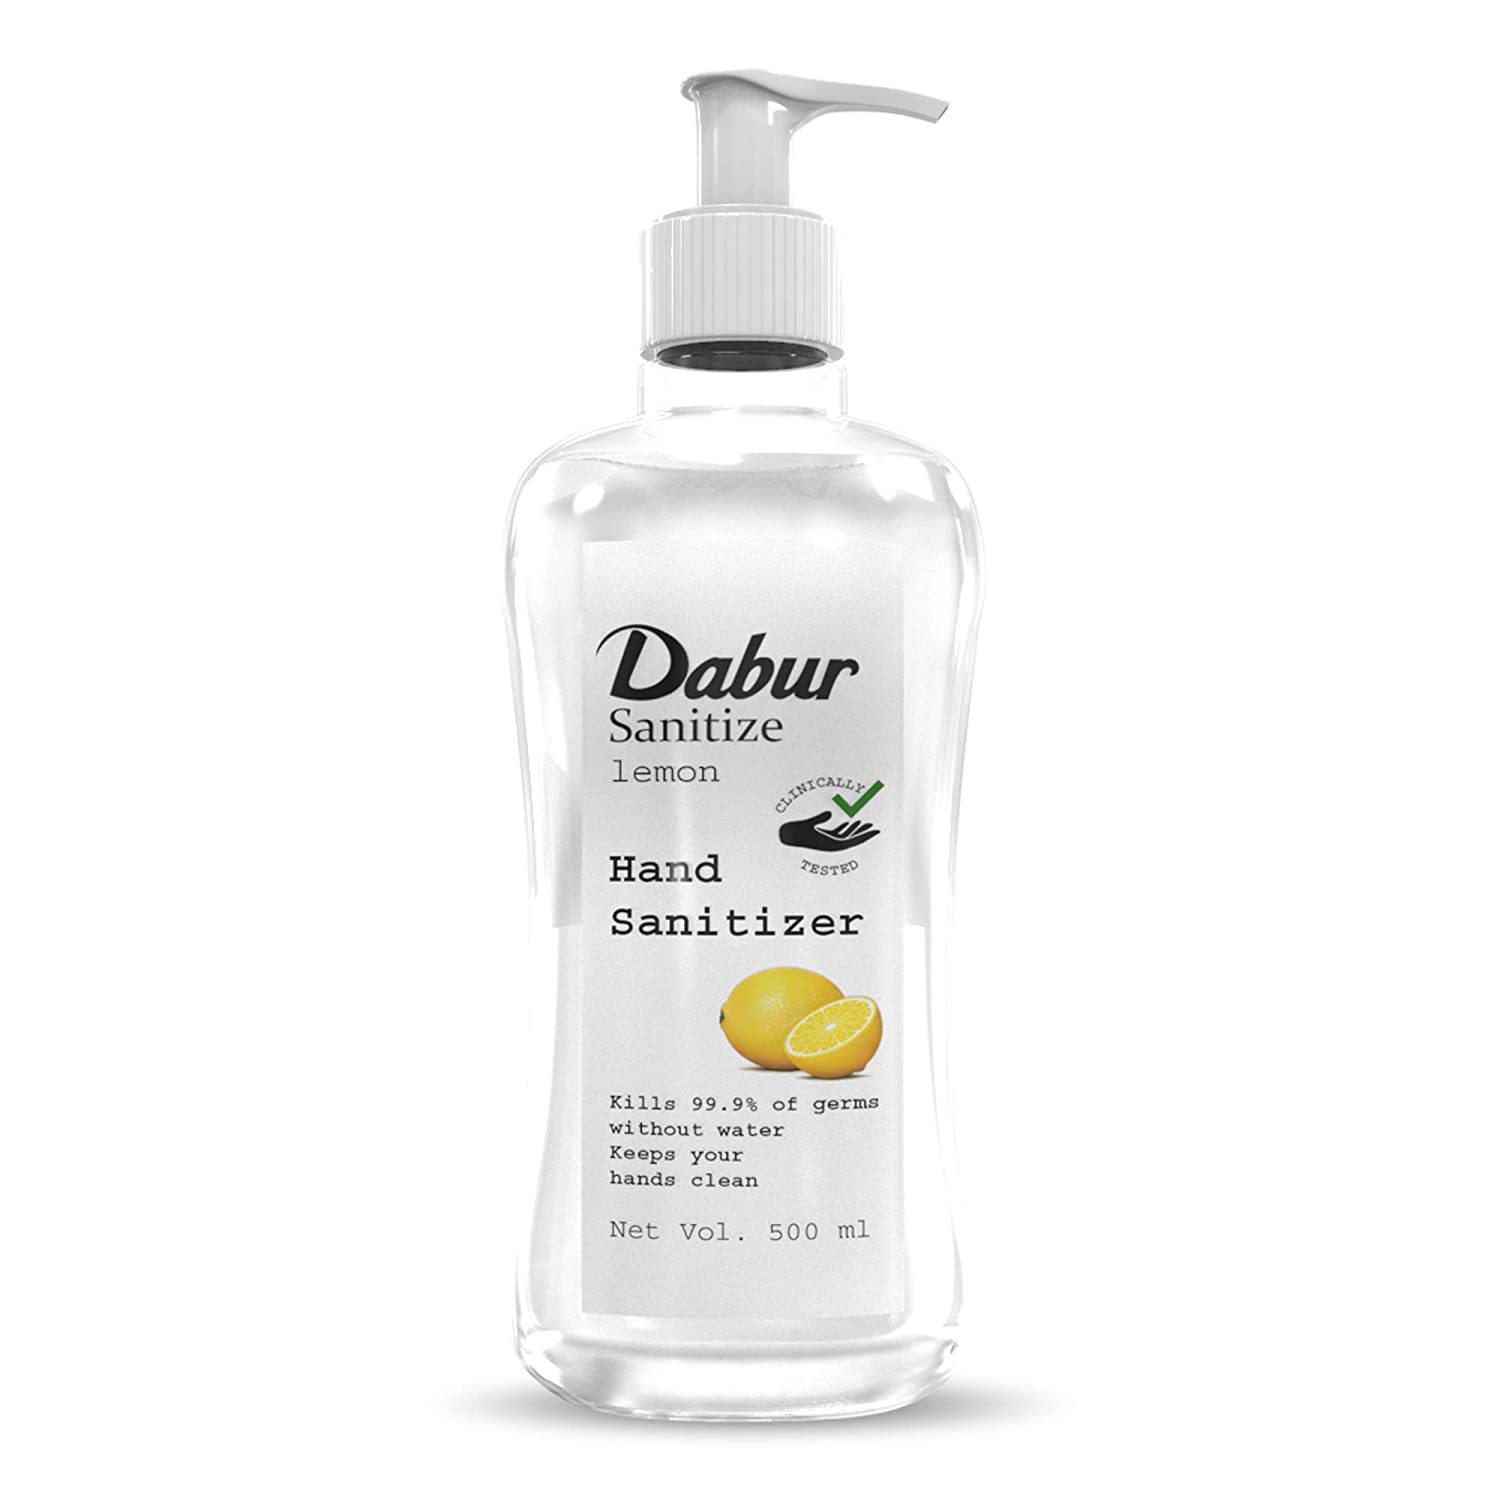 Dabur
Sanitize
lemon
CLINICALLY
TESTED
Hand
Sanitizer
Kills 99.9% of germs
without water
Keeps your
hands clean
Net Vol. 500 ml